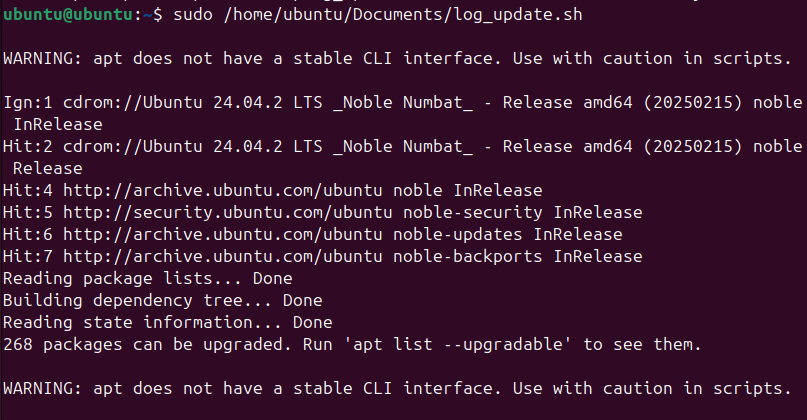 ubuntu@ubuntu:~$ sudo /home/ubuntu/Documents/log_update.sh
WARNING: apt does not have a stable CLI interface. Use with caution in scripts.
Ign:1 cdrom://Ubuntu 24.04.2 LTS _Noble Numbat_ - Release amd64 (20250215) noble
 InRelease
Hit:2 cdrom://Ubuntu 24.04.2 LTS _Noble Numbat_ - Release amd64 (20250215) noble
 Release
Hit:4 http://archive.ubuntu.com/ubuntu noble InRelease
Hit:5 http://security.ubuntu.com/ubuntu noble-security InRelease
Hit:6 http://archive.ubuntu.com/ubuntu noble-updates InRelease
Hit:7 http://archive.ubuntu.com/ubuntu noble-backports InRelease
Reading package lists... Done
Building dependency tree... Done
Reading state information... Done
268 packages can be upgraded. Run 'apt list --upgradable' to see them.
WARNING: apt does not have a stable CLI interface. Use with caution in scripts.